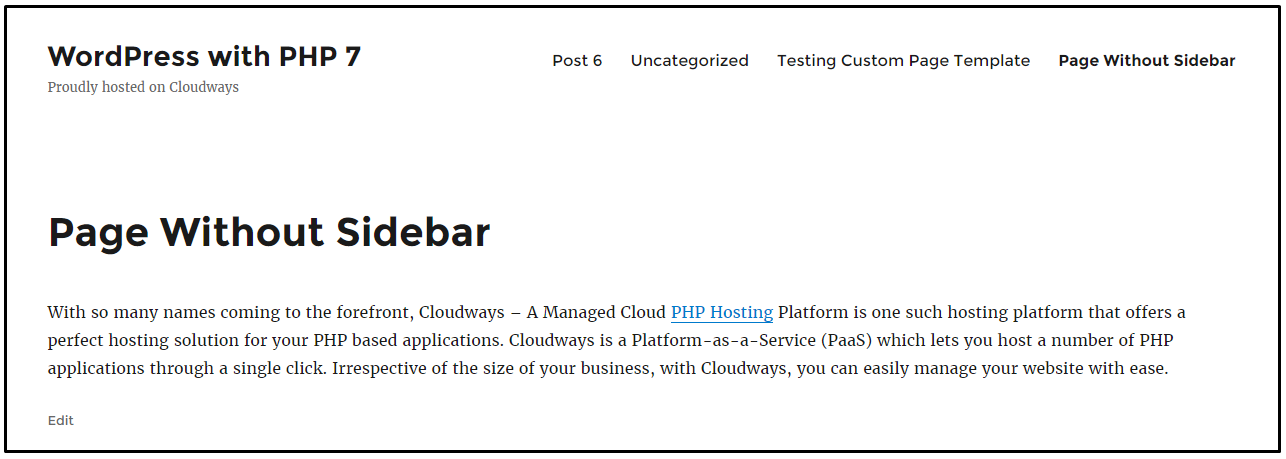 WordPress with PHP 7
Proudly hosted on Cloudways
Post 6 Uncategorized Testing Custom Page Template Page Without Sidebar
Page Without Sidebar
With so many names coming to the forefront, Cloudways – A Managed Cloud PHP Hosting Platform is one such hosting platform that offers a
perfect hosting solution for your PHP based applications. Cloudways is a Platform-as-a-Service (PaaS) which lets you host a number of PHP
applications through a single click. Irrespective of the size of your business, with Cloudways, you can easily manage your website with ease.
Edit